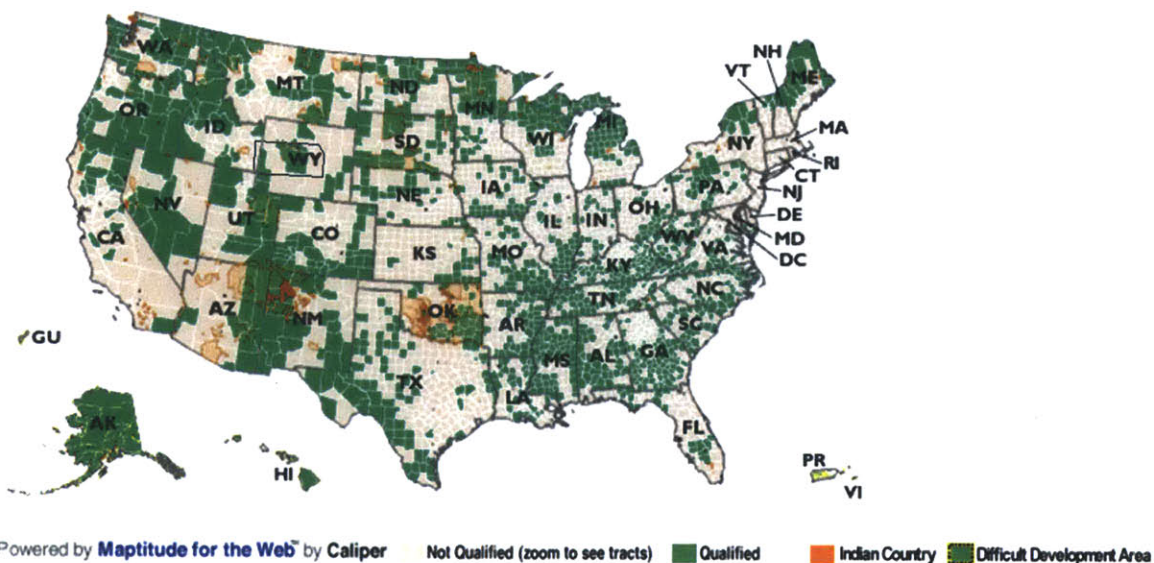 NH
VT
WA
MT
ND
MN
ME
OR
ID
SD
WI
MI
NY
MA
RI
CT
WY
NE
IA
PA
NJ
NV
UT
CO
IL
IN
OH
DE
MD
DC
CA
KS
MO
WV
VA
KY
AZ
NM
OK
TN
NC
AR
SC
GU
MS
AL
GA
TX
LA
AK
FL
HI
PR
VI
Powered by Maptitude for the Web™ by Caliper Not Qualified (zoom to see tracts) Qualified Indian Country Difficult Development Area